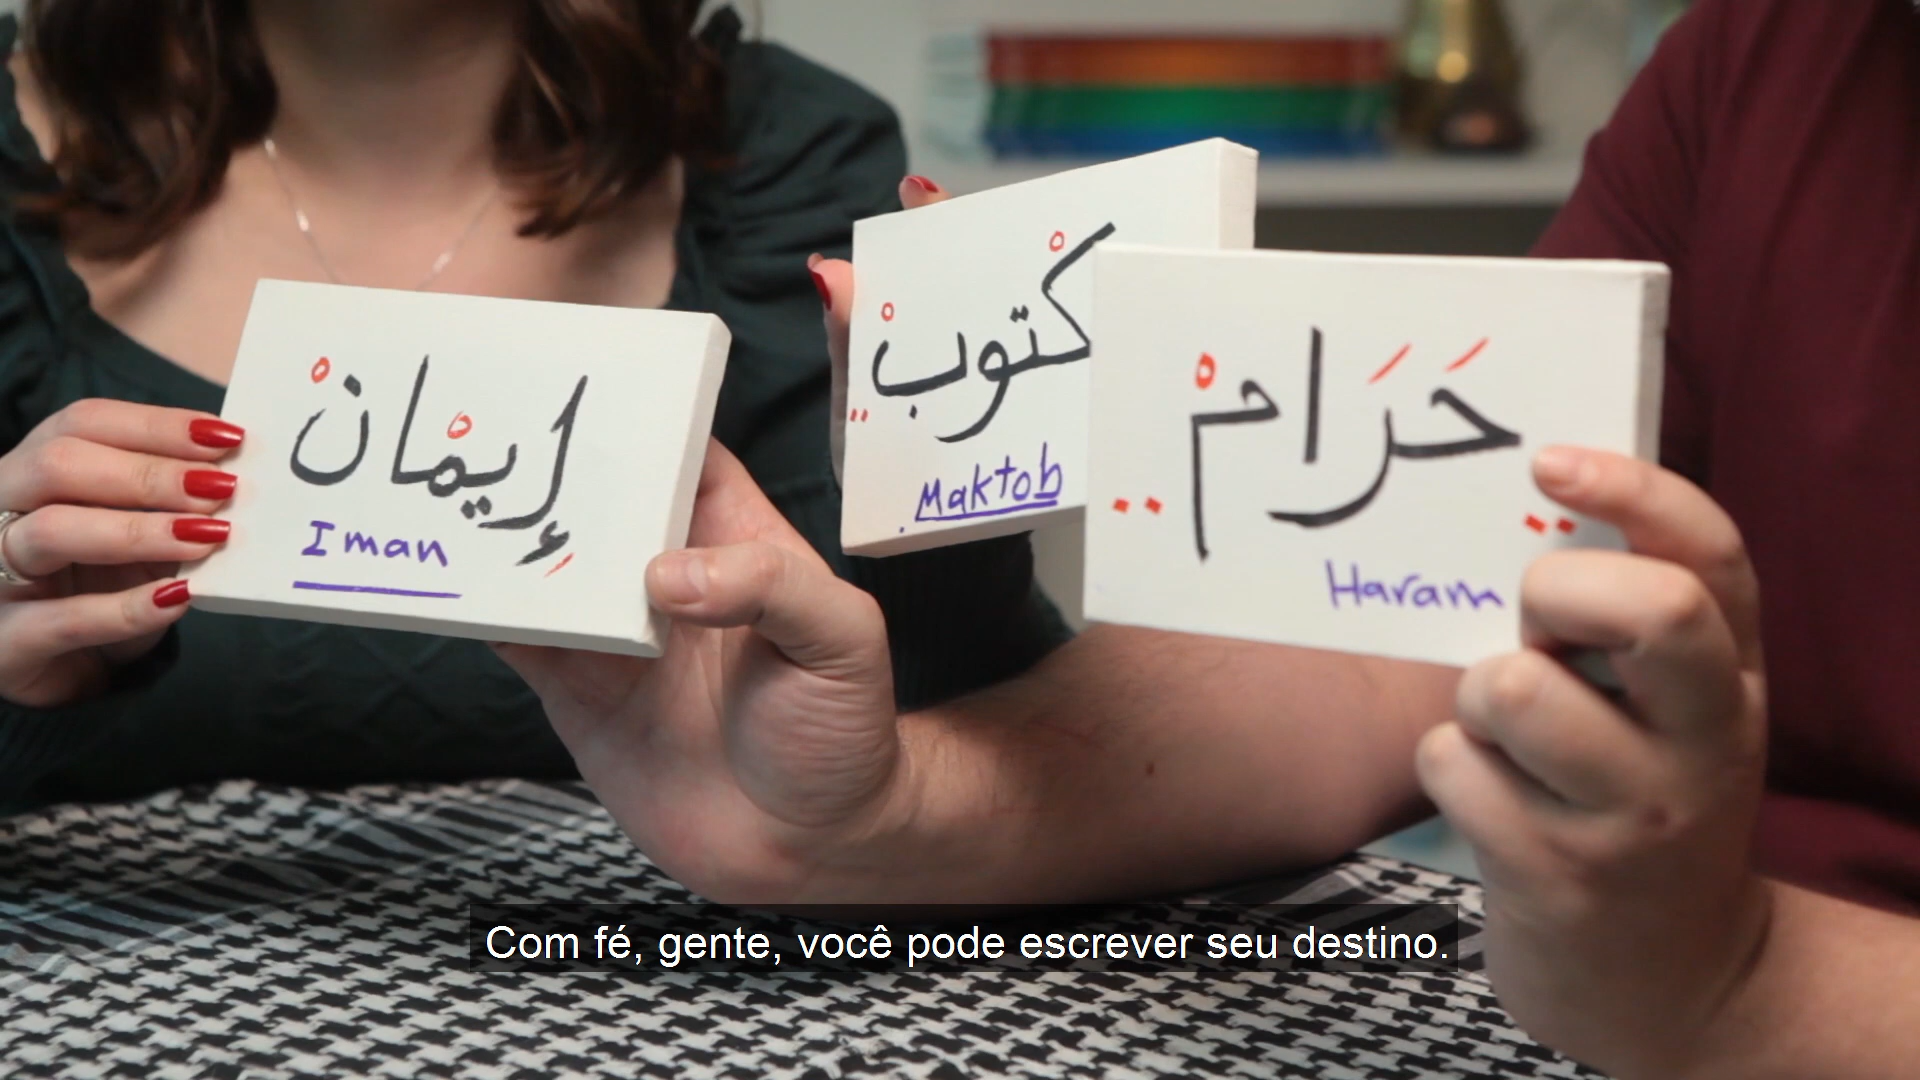 إِيمْانْ
Iman
كْتوبْ
Maktob
حَرَامْ
Haram
Com fé, gente, você pode escrever seu destino.